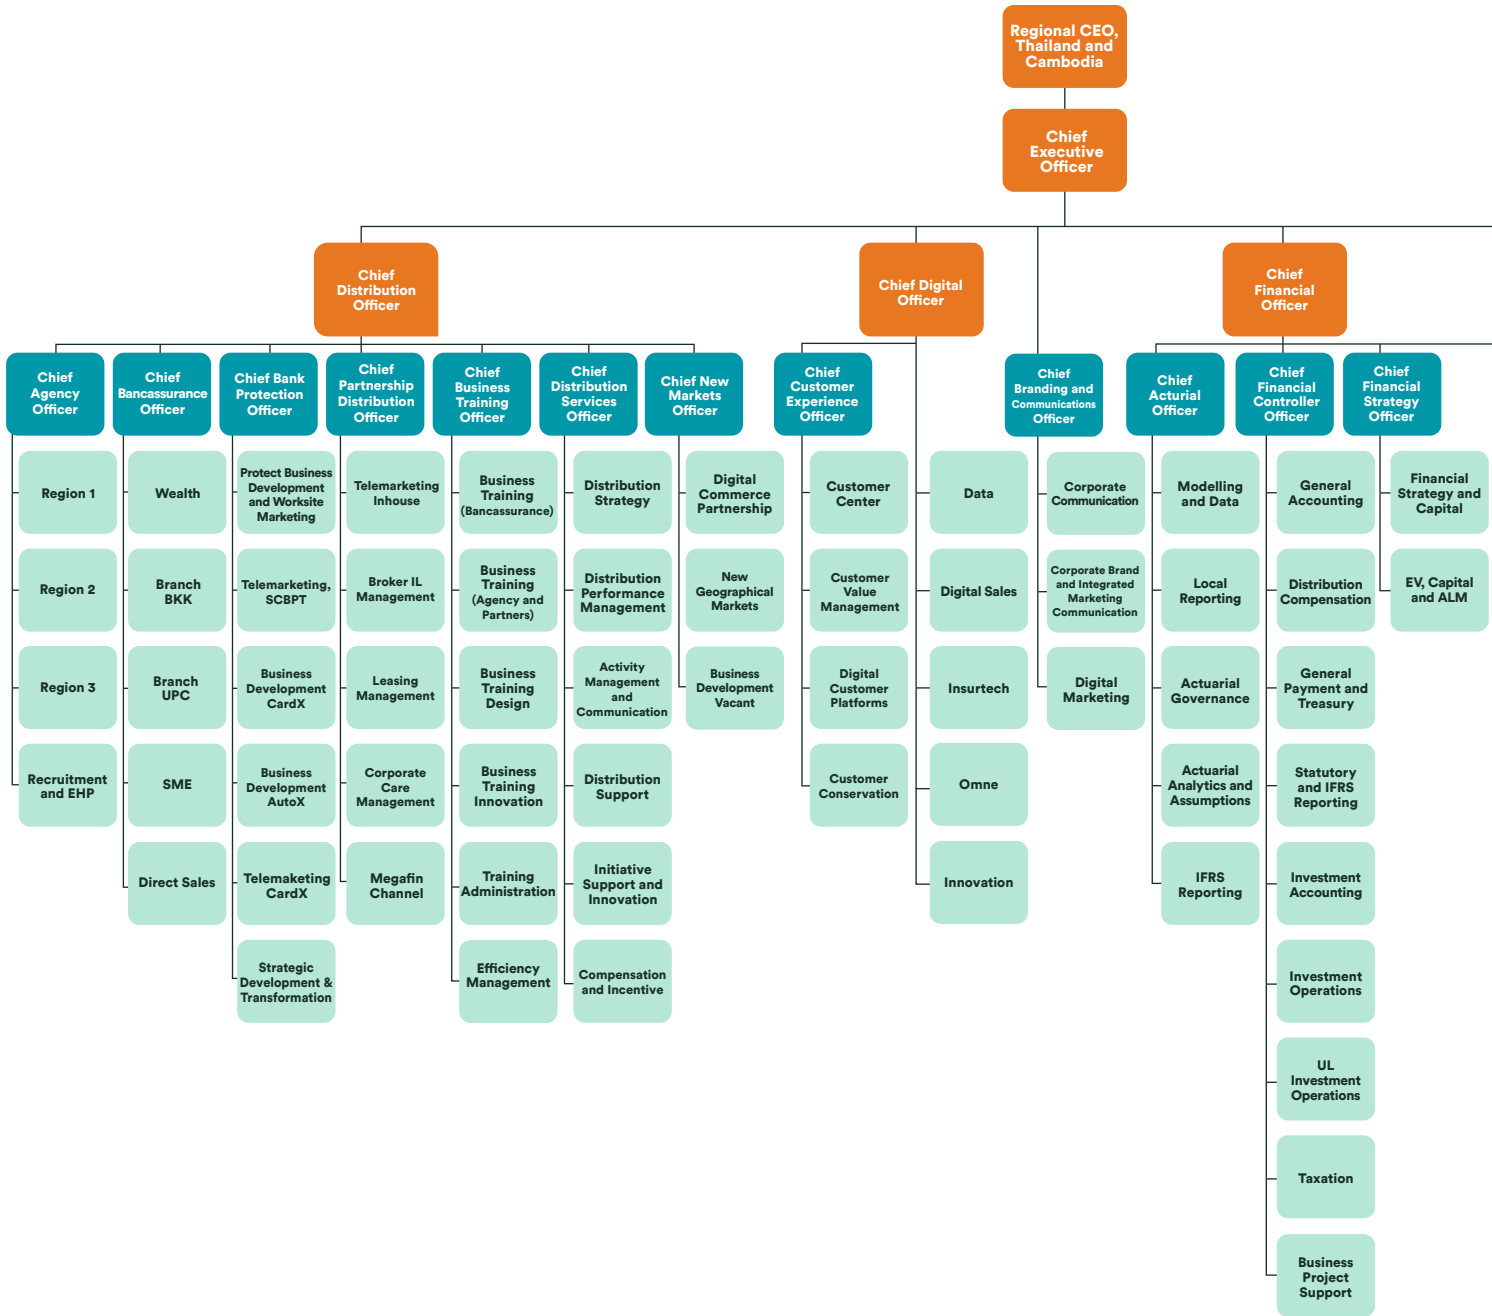 Regional CEO,
Thailand and
Cambodia
Chief
Executive
Officer
Chief
Distribution
Officer
Chief Digital
Officer
Chief
Financial
Officer
Chief
Agency
Officer
Chief
Bancassurance
Officer
Chief Bank
Protection
Officer
Chief
Partnership
Distribution
Officer
Chief
Business
Training
Officer
Chief
Distribution
Services
Officer
Chief New
Markets
Officer
Chief
Customer
Experience
Officer
Chief
Branding and
Communications
Officer
Chief
Acturial
Officer
Chief
Financial
Controller
Officer
Chief
Financial
Strategy
Officer
Region 1
Region 2
Region 3
Recruitment
and EHP
Wealth
Branch
BKK
Branch
UPC
SME
Direct Sales
Protect Business
Development
and Worksite
Marketing
Telemarketing,
SCBPT
Business
Development
CardX
Business
Development
AutoX
Telemaketing
CardX
Strategic
Development &
Transformation
Telemarketing
Inhouse
Broker IL
Management
Leasing
Management
Corporate
Care
Management
Megafin
Channel
Business
Training
(Bancassurance)
Business
Training
(Agency and
Partners)
Business
Training
Design
Business
Training
Innovation
Training
Administration
Efficiency
Management
Distribution
Strategy
Distribution
Performance
Management
Activity
Management
and
Communication
Distribution
Support
Initiative
Support and
Innovation
Compensation
and Incentive
Digital
Commerce
Partnership
New
Geographical
Markets
Business
Development
Vacant
Customer
Center
Customer
Value
Management
Digital
Customer
Platforms
Customer
Conservation
Data
Digital Sales
Insurtech
Omne
Innovation
Corporate
Communication
Corporate Brand
and Integrated
Marketing
Communication
Digital
Marketing
Modelling
and Data
Local
Reporting
Actuarial
Governance
Actuarial
Analytics and
Assumptions
IFRS
Reporting
General
Accounting
Distribution
Compensation
General
Payment and
Treasury
Statutory
and IFRS
Reporting
Investment
Accounting
Investment
Operations
UL
Investment
Operations
Taxation
Business
Project
Support
Financial
Strategy and
Capital
EV, Capital
and ALM